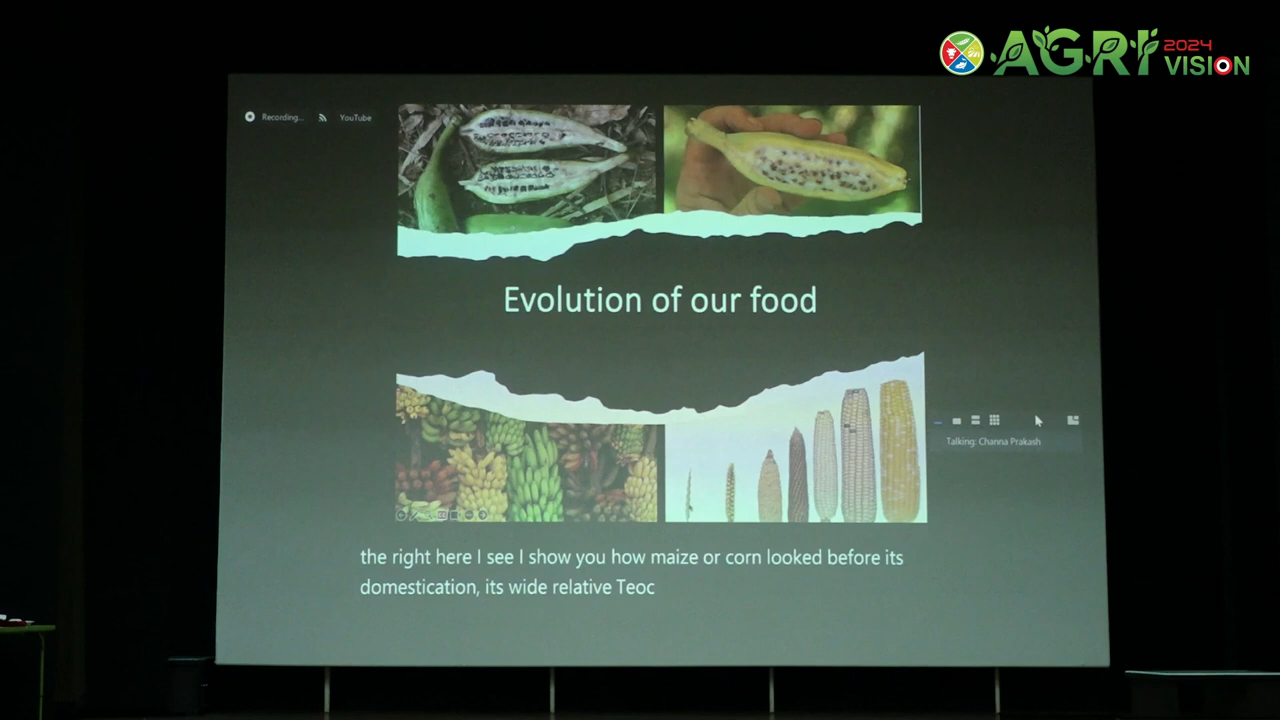 AGRI 2024 VISION
Recording... YouTube
Evolution of our food
Talking: Channa Prakash
the right here I see I show you how maize or corn looked before its
domestication, its wide relative Teoc